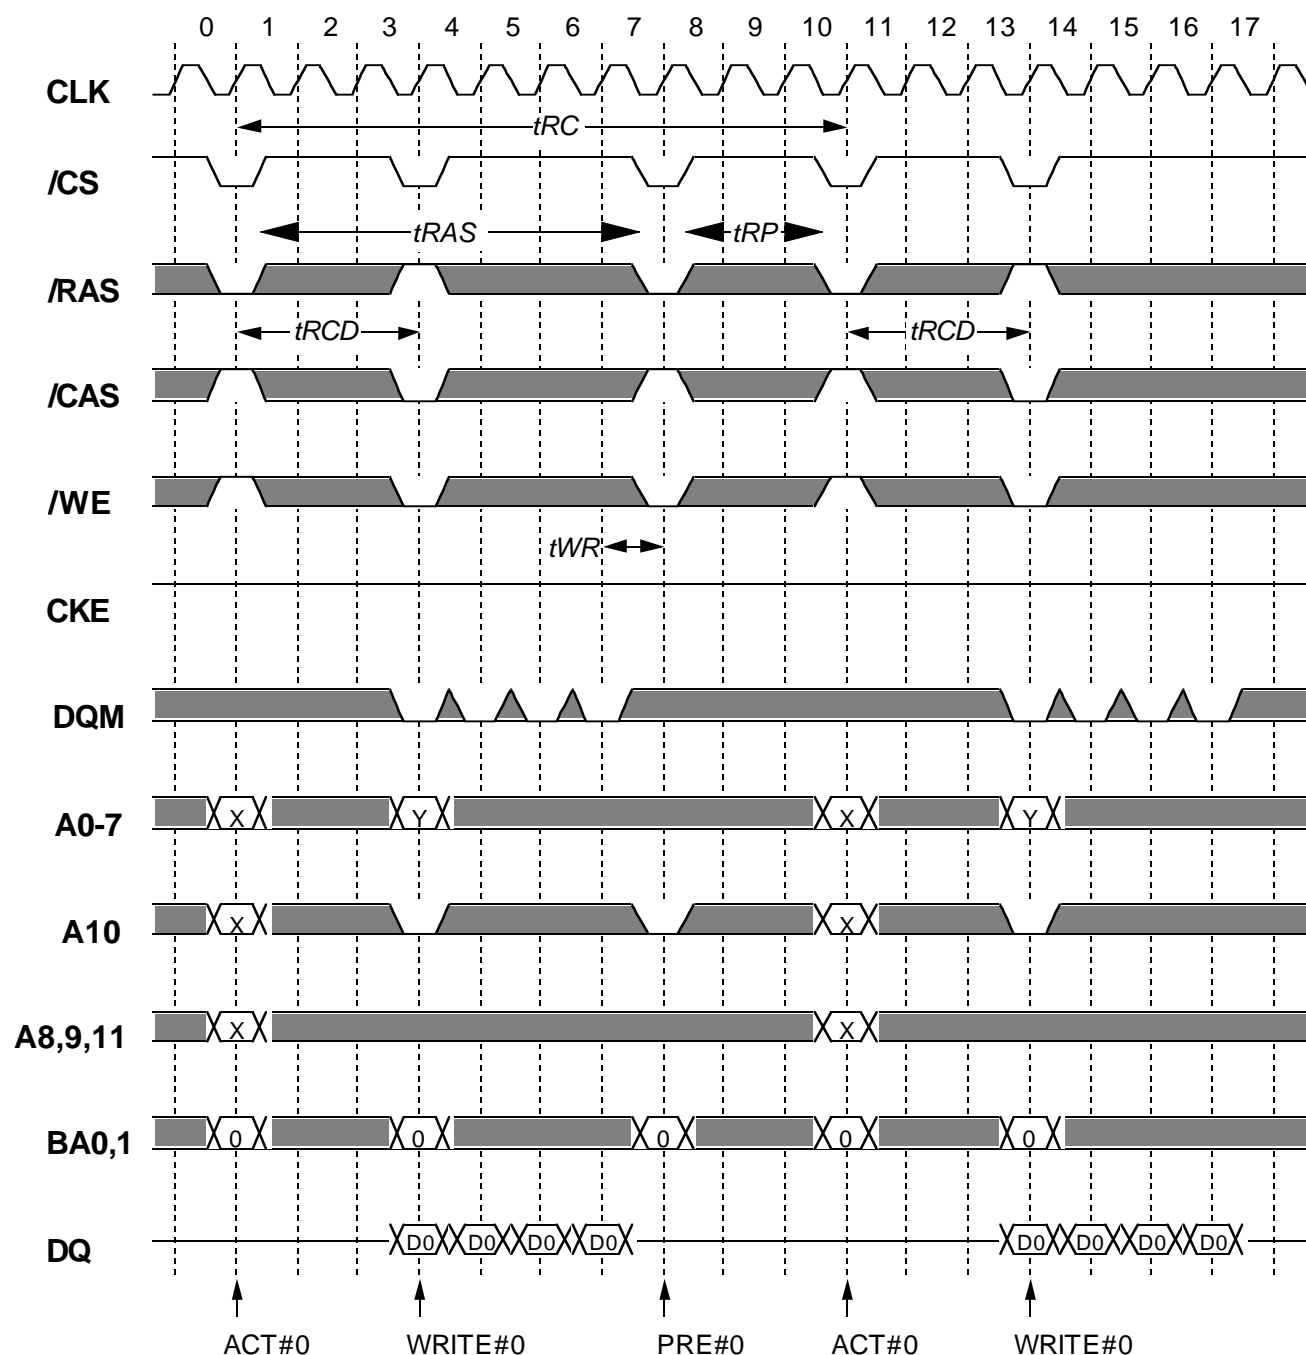 0 1 2 3 4 5 6 7 8 9 10 11 12 13 14 15 16 17
CLK
tRC
/CS
tRAS tRP
/RAS
tRCD tRCD
/CAS
/WE
tWR
CKE
DQM
A0-7 X Y X Y
A10 X X
A8,9,11 X X
BA0,1 0 0 0 0 0
DQ D0 D0 D0 D0 D0 D0 D0 D0
ACT#0 WRITE#0 PRE#0 ACT#0 WRITE#0